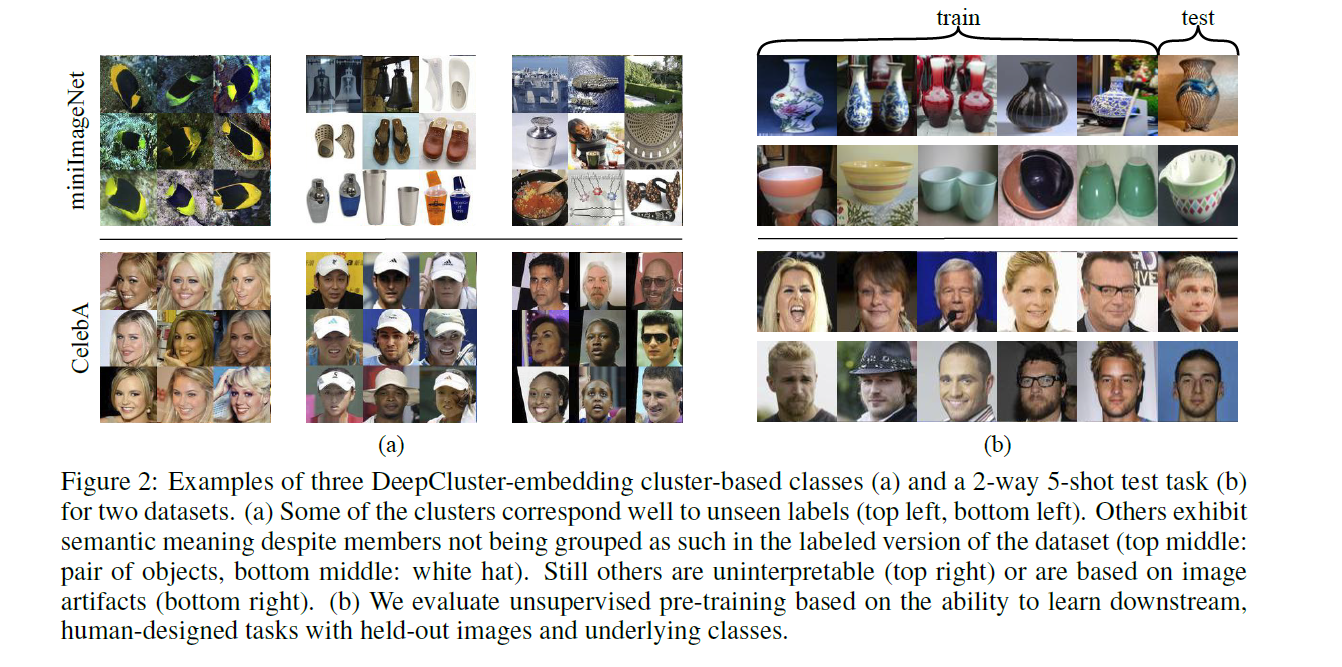 train
test
miniImageNet
CelebA
(a)
(b)
Figure 2: Examples of three DeepCluster-embedding cluster-based classes (a) and a 2-way 5-shot test task (b)
for two datasets. (a) Some of the clusters correspond well to unseen labels (top left, bottom left). Others exhibit
semantic meaning despite members not being grouped as such in the labeled version of the dataset (top middle:
pair of objects, bottom middle: white hat). Still others are uninterpretable (top right) or are based on image
artifacts (bottom right). (b) We evaluate unsupervised pre-training based on the ability to learn downstream,
human-designed tasks with held-out images and underlying classes.